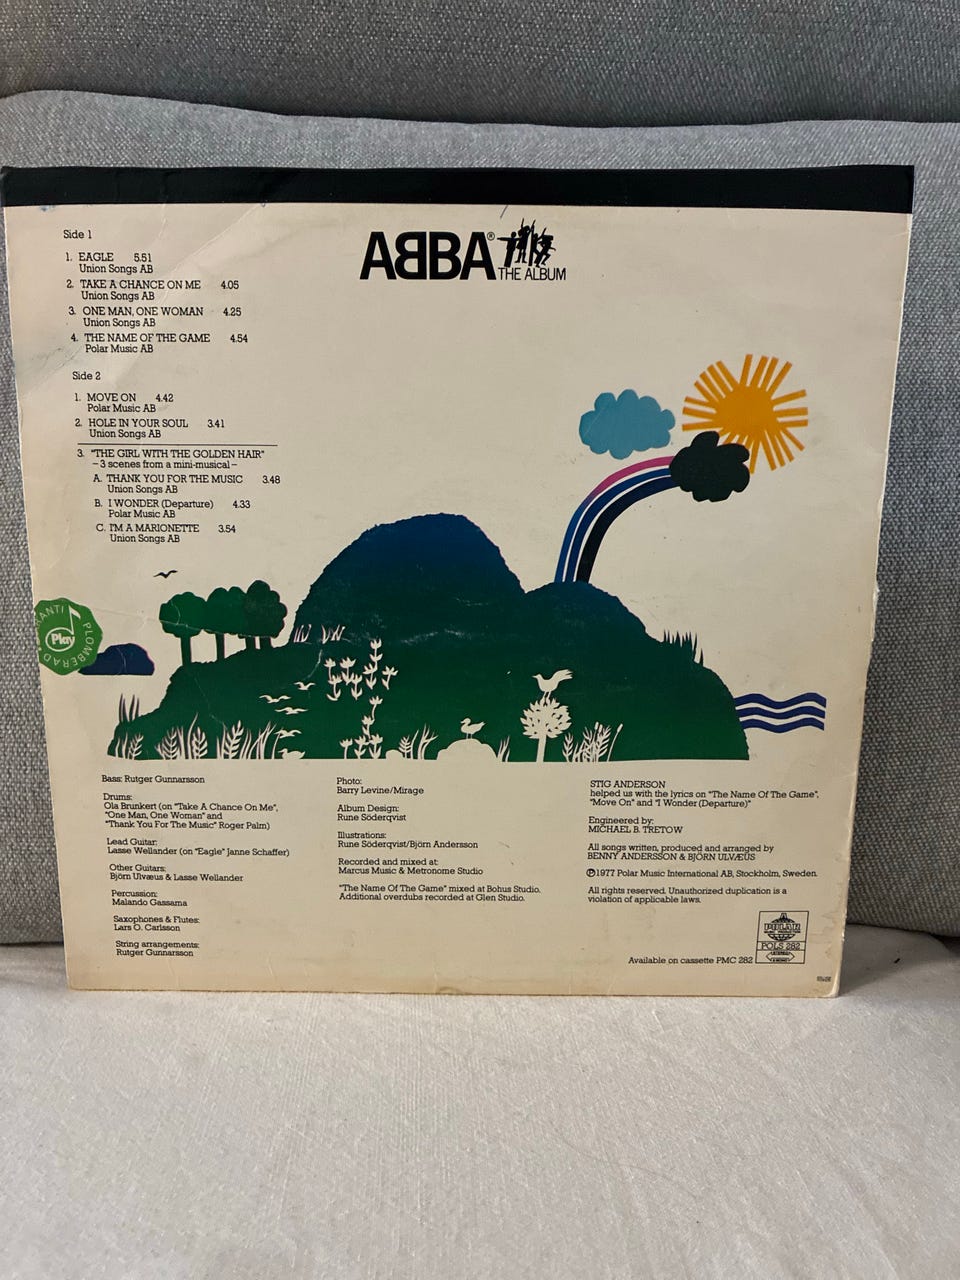 Side 1
1. EAGLE 5.51
Union Songs AB
2. TAKE A CHANCE ON ME 4.05
Union Songs AB
3. ONE MAN, ONE WOMAN 4.25
Union Songs AB
4. THE NAME OF THE GAME 4.54
Polar Music AB
Side 2
1. MOVE ON 4.42
Polar Music AB
2. HOLE IN YOUR SOUL 3.41
Union Songs AB
3. "THE GIRL WITH THE GOLDEN HAIR"
–3 scenes from a mini-musical–
A. THANK YOU FOR THE MUSIC 3.48
Union Songs AB
B. I WONDER (Departure) 4.33
Polar Music AB
C. I'M A MARIONETTE 3.54
Union Songs AB
ABBA®
THE ALBUM
Play
PLOMBERAD
Bass: Rutger Gunnarsson
Drums:
Ola Brunkert (on "Take A Chance On Me",
"One Man, One Woman" and
"Thank You For The Music" Roger Palm)
Lead Guitar:
Lasse Wellander (on "Eagle" Janne Schaffer)
Other Guitars:
Björn Ulvæus & Lasse Wellander
Percussion:
Malando Gassama
Saxophones & Flutes:
Lars O. Carlsson
String arrangements:
Rutger Gunnarsson
Photo:
Barry Levine/Mirage
Album Design:
Rune Söderqvist
Illustrations:
Rune Söderqvist/Björn Andersson
Recorded and mixed at:
Marcus Music & Metronome Studio
"The Name Of The Game" mixed at Bohus Studio.
Additional overdubs recorded at Glen Studio.
STIG ANDERSON
helped us with the lyrics on "The Name Of The Game",
"Move On" and "I Wonder (Departure)"
Engineered by:
MICHAEL B. TRETOW
All songs written, produced and arranged by
BENNY ANDERSSON & BJÖRN ULVÆUS
Ⓟ1977 Polar Music International AB, Stockholm, Sweden.
All rights reserved. Unauthorized duplication is a
violation of applicable laws.
Available on cassette PMC 282
POLAR
POLS 282
STEREO